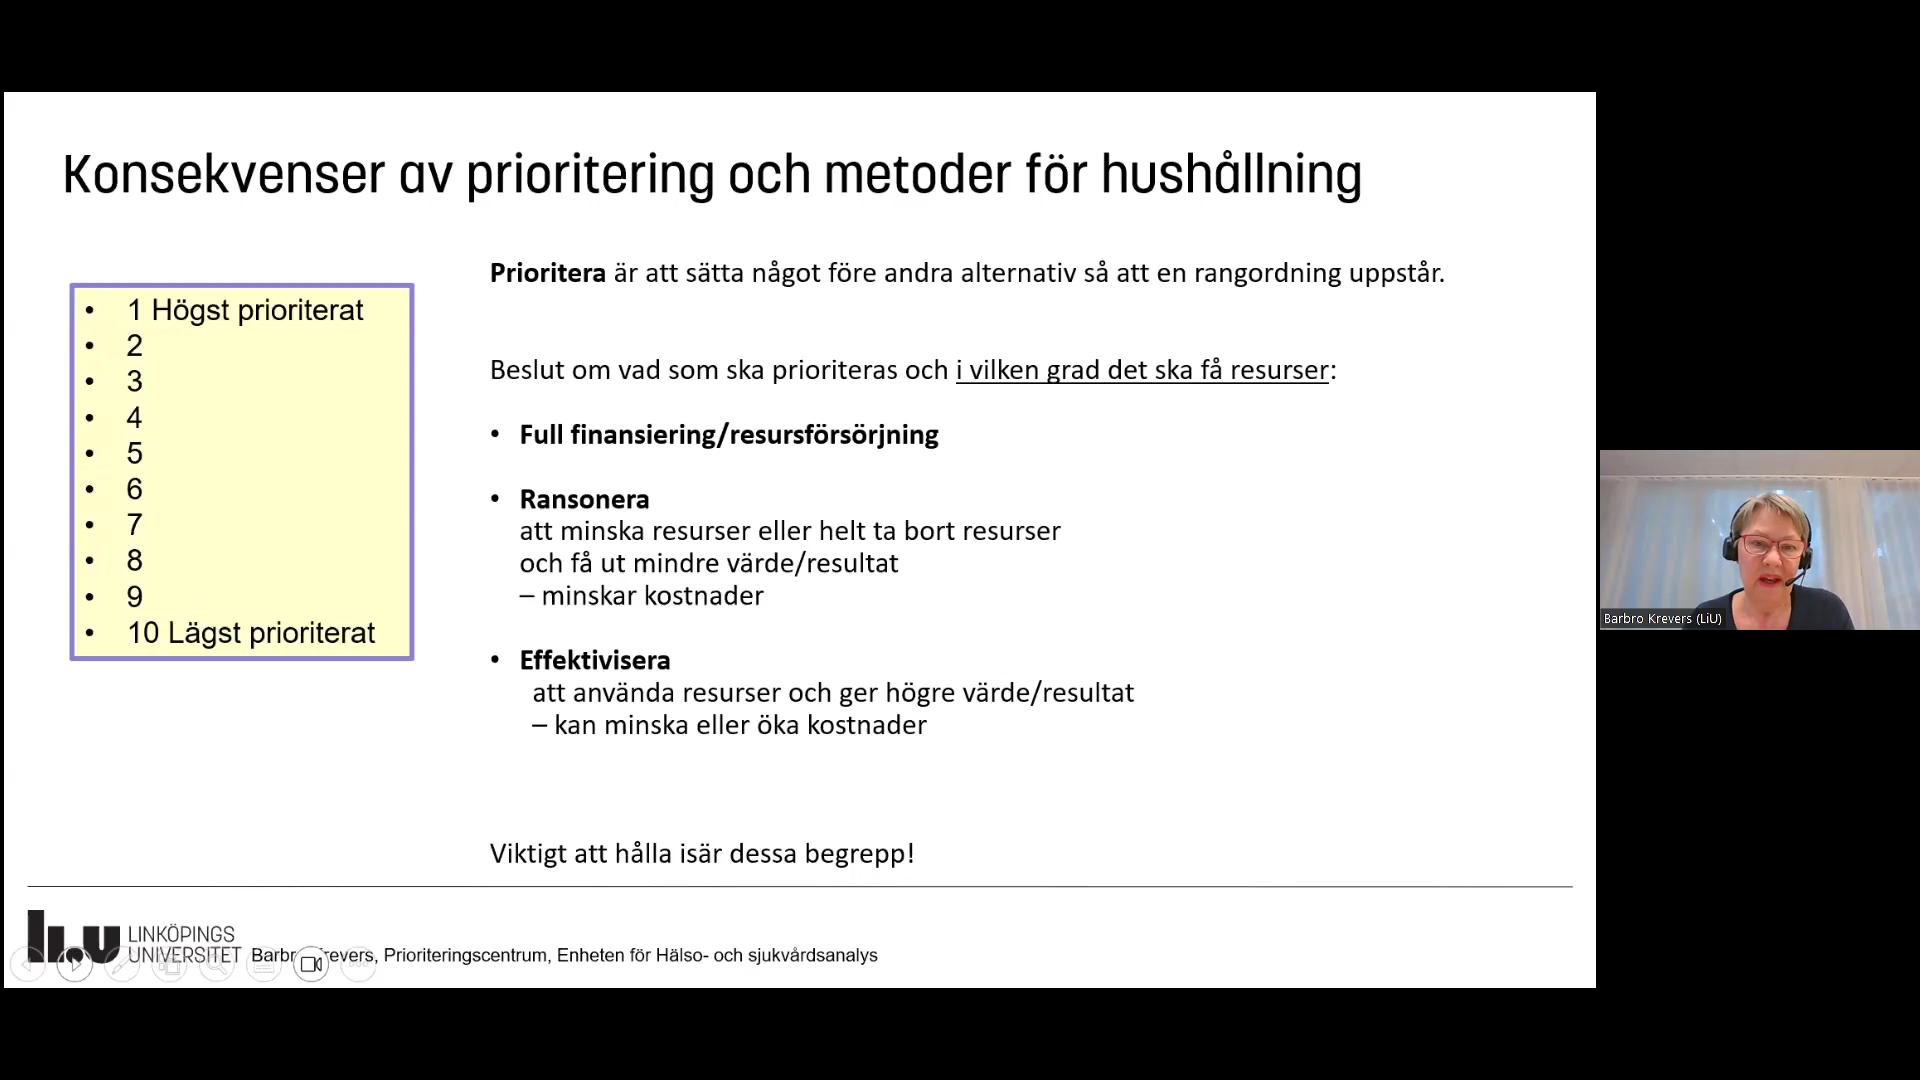 Konsekvenser av prioritering och metoder för hushållning
• 1 Högst prioriterat
• 2
• 3
• 4
• 5
• 6
• 7
• 8
• 9
• 10 Lägst prioriterat
Prioritera är att sätta något före andra alternativ så att en rangordning uppstår.
Beslut om vad som ska prioriteras och i vilken grad det ska få resurser:
• Full finansiering/resursförsörjning
• Ransonera
att minska resurser eller helt ta bort resurser
och få ut mindre värde/resultat
– minskar kostnader
• Effektivisera
att använda resurser och ger högre värde/resultat
– kan minska eller öka kostnader
Viktigt att hålla isär dessa begrepp!
LiU LINKÖPINGS
UNIVERSITET
Barbro Krevers, Prioriteringscentrum, Enheten för Hälso- och sjukvårdsanalys
Barbro Krevers (LiU)